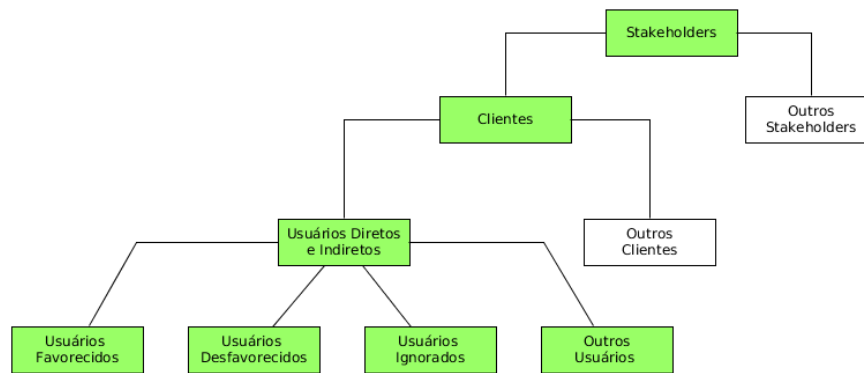 Stakeholders
Clientes
Outros
Stakeholders
Usuários Diretos
e Indiretos
Outros
Clientes
Usuários
Favorecidos
Usuários
Desfavorecidos
Usuários
Ignorados
Outros
Usuários